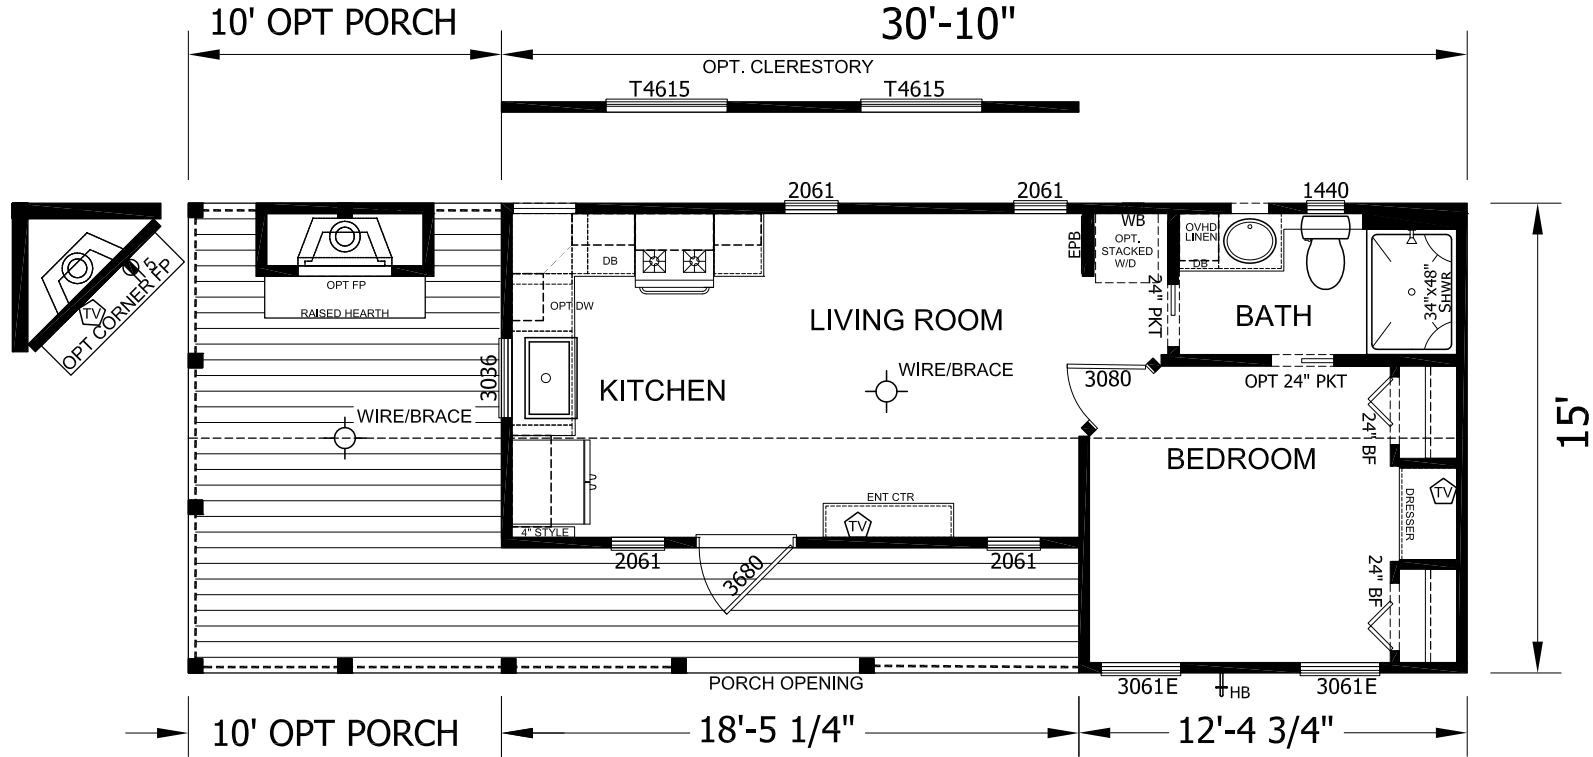 10' OPT PORCH
30'-10"
OPT. CLERESTORY
T4615
T4615
2061
2061
1440
OPT FP
RAISED HEARTH
5
TV
OPT CORNER FP
DB
OPT DW
3036
KITCHEN
WIRE/BRACE
LIVING ROOM
WIRE/BRACE
EPB
WB
OPT.
STACKED
W/D
24" PKT
OVHD
LINEN
DB
BATH
34"x48"
SHWR
3080
OPT 24" PKT
24" BF
BEDROOM
15'
DRESSER
TV
24" BF
4" STYLE
ENT CTR
TV
2061
3680
2061
PORCH OPENING
3061E
HB
3061E
10' OPT PORCH
18'-5 1/4"
12'-4 3/4"